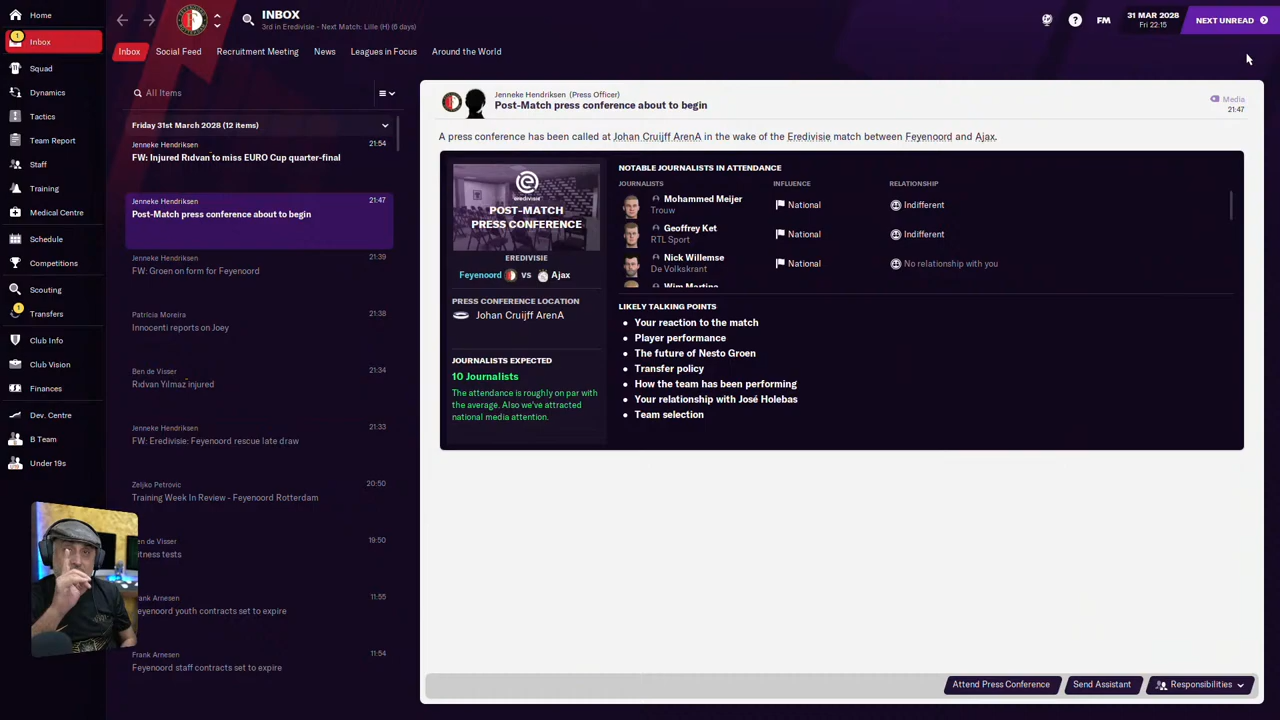 Home
1
Inbox
Squad
Dynamics
Tactics
Team Report
Staff
Training
Medical Centre
Schedule
Competitions
Scouting
1
Transfers
Club Info
Club Vision
Finances
Dev. Centre
B Team
Under 19s
INBOX
3rd in Eredivisie - Next Match: Lille (H) (6 days)
?
FM
31 MAR 2028
Fri 22:15
NEXT UNREAD
Inbox
Social Feed
Recruitment Meeting
News
Leagues in Focus
Around the World
All Items
Friday 31st March 2028 (12 items)
Jenneke Hendriksen 21:54
FW: Injured Rıdvan to miss EURO Cup quarter-final
Jenneke Hendriksen 21:47
Post-Match press conference about to begin
Jenneke Hendriksen 21:39
FW: Groen on form for Feyenoord
Patrícia Moreira 21:38
Innocenti reports on Joey
Ben de Visser 21:34
Rıdvan Yılmaz injured
Jenneke Hendriksen 21:33
FW: Eredivisie: Feyenoord rescue late draw
Zeljko Petrovic 20:50
Training Week In Review - Feyenoord Rotterdam
en de Visser 19:50
itness tests
rank Arnesen 11:55
eyenoord youth contracts set to expire
Frank Arnesen 11:54
Feyenoord staff contracts set to expire
Jenneke Hendriksen (Press Officer)
Post-Match press conference about to begin
Media
21:47
A press conference has been called at Johan Cruijff ArenA in the wake of the Eredivisie match between Feyenoord and Ajax.
eredivisie
POST-MATCH
PRESS CONFERENCE
EREDIVISIE
Feyenoord vs Ajax
PRESS CONFERENCE LOCATION
Johan Cruijff ArenA
JOURNALISTS EXPECTED
10 Journalists
The attendance is roughly on par with
the average. Also we've attracted
national media attention.
NOTABLE JOURNALISTS IN ATTENDANCE
JOURNALISTS INFLUENCE RELATIONSHIP
Mohammed Meijer
Trouw
National
Indifferent
Geoffrey Ket
RTL Sport
National
Indifferent
Nick Willemse
De Volkskrant
National
No relationship with you
Wim Martina
LIKELY TALKING POINTS
Your reaction to the match
Player performance
The future of Nesto Groen
Transfer policy
How the team has been performing
Your relationship with José Holebas
Team selection
Attend Press Conference
Send Assistant
Responsibilities